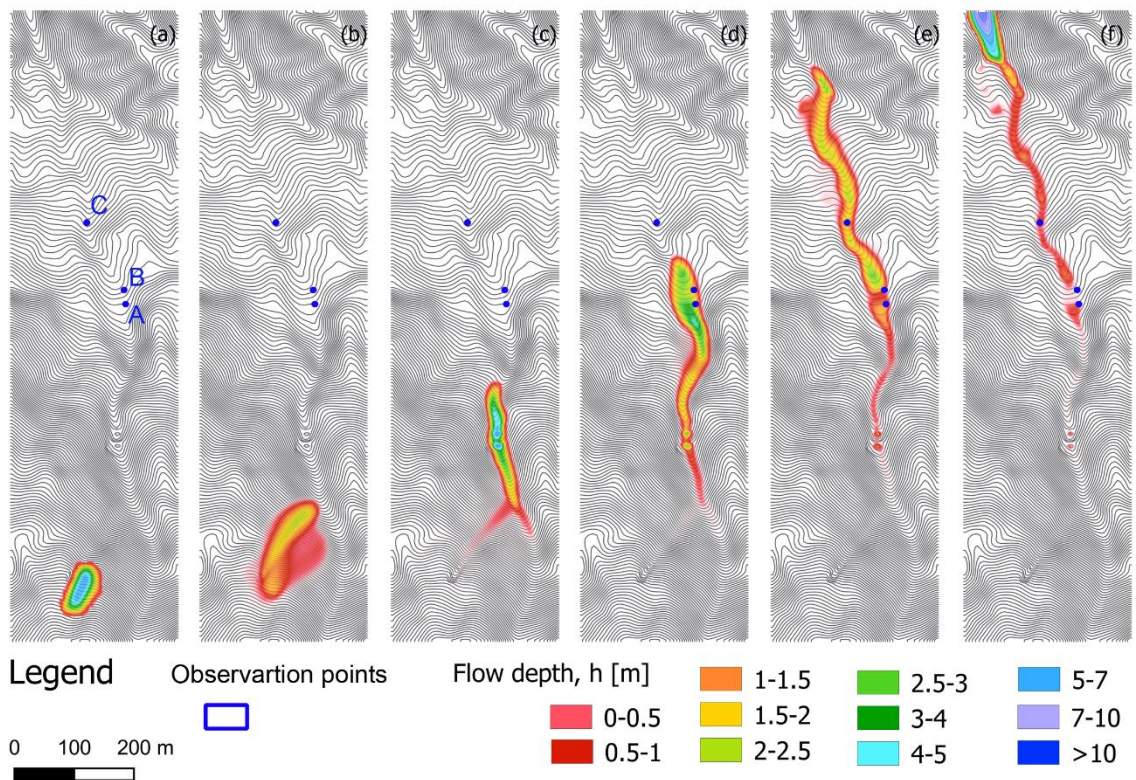 (a) (b) (c) (d) (e) (f)
C
B
A
Legend Observartion points Flow depth, h [m]
1-1.5 2.5-3 5-7
0-0.5 1.5-2 3-4 7-10
0.5-1 2-2.5 4-5 >10
0 100 200 m